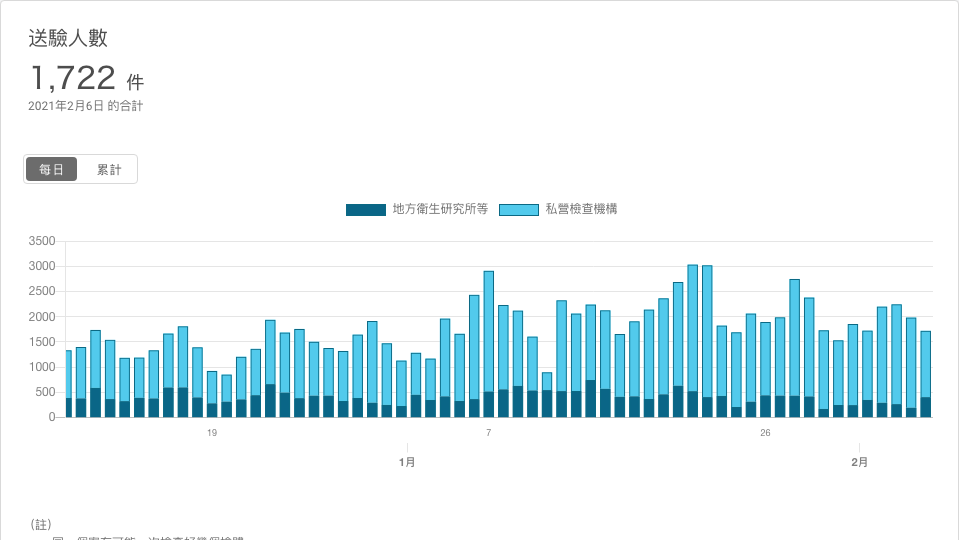 送驗人數
1,722 件
2021年2月6日 的合計
每日 累計
地方衛生研究所等 私營檢查機構
3500
3000
2500
2000
1500
1000
500
0
19 7 26
1月 2月
（註）